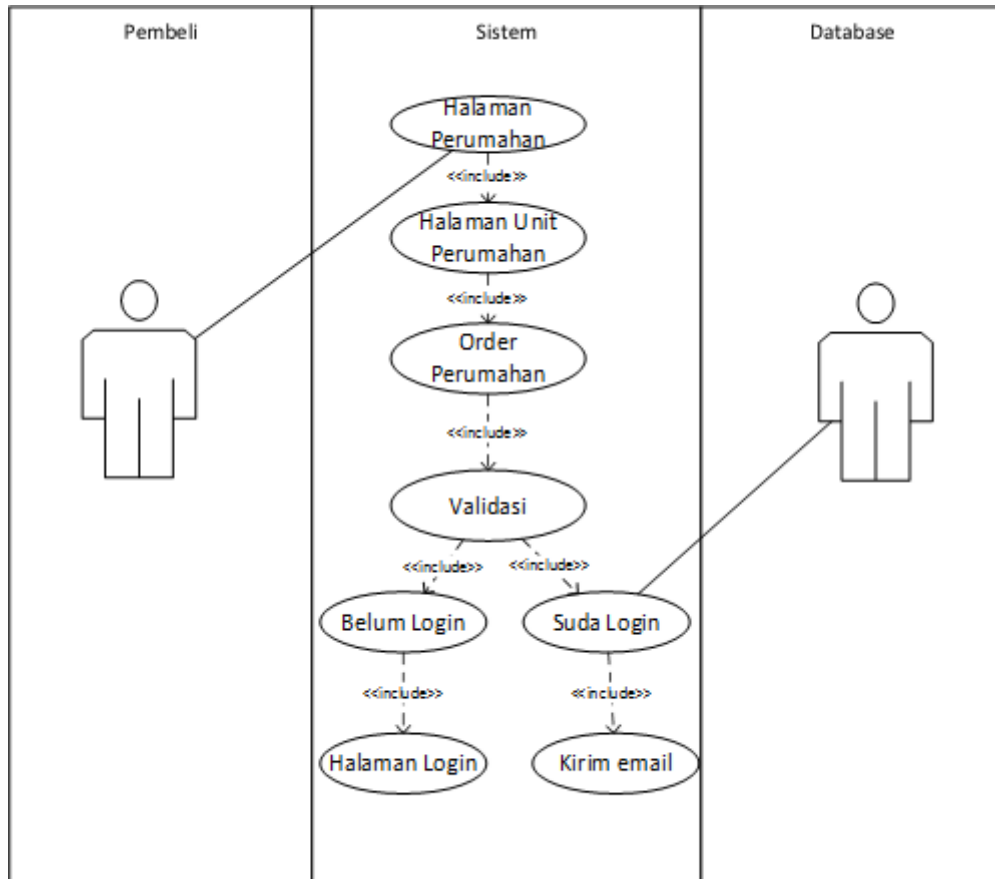 Pembeli
Sistem
Database
Halaman
Perumahan
<<include>>
Halaman Unit
Perumahan
<<include>>
Order
Perumahan
<<include>>
Validasi
<<include>>
<<include>>
Belum Login
Suda Login
<<include>>
<<include>>
Halaman Login
Kirim email